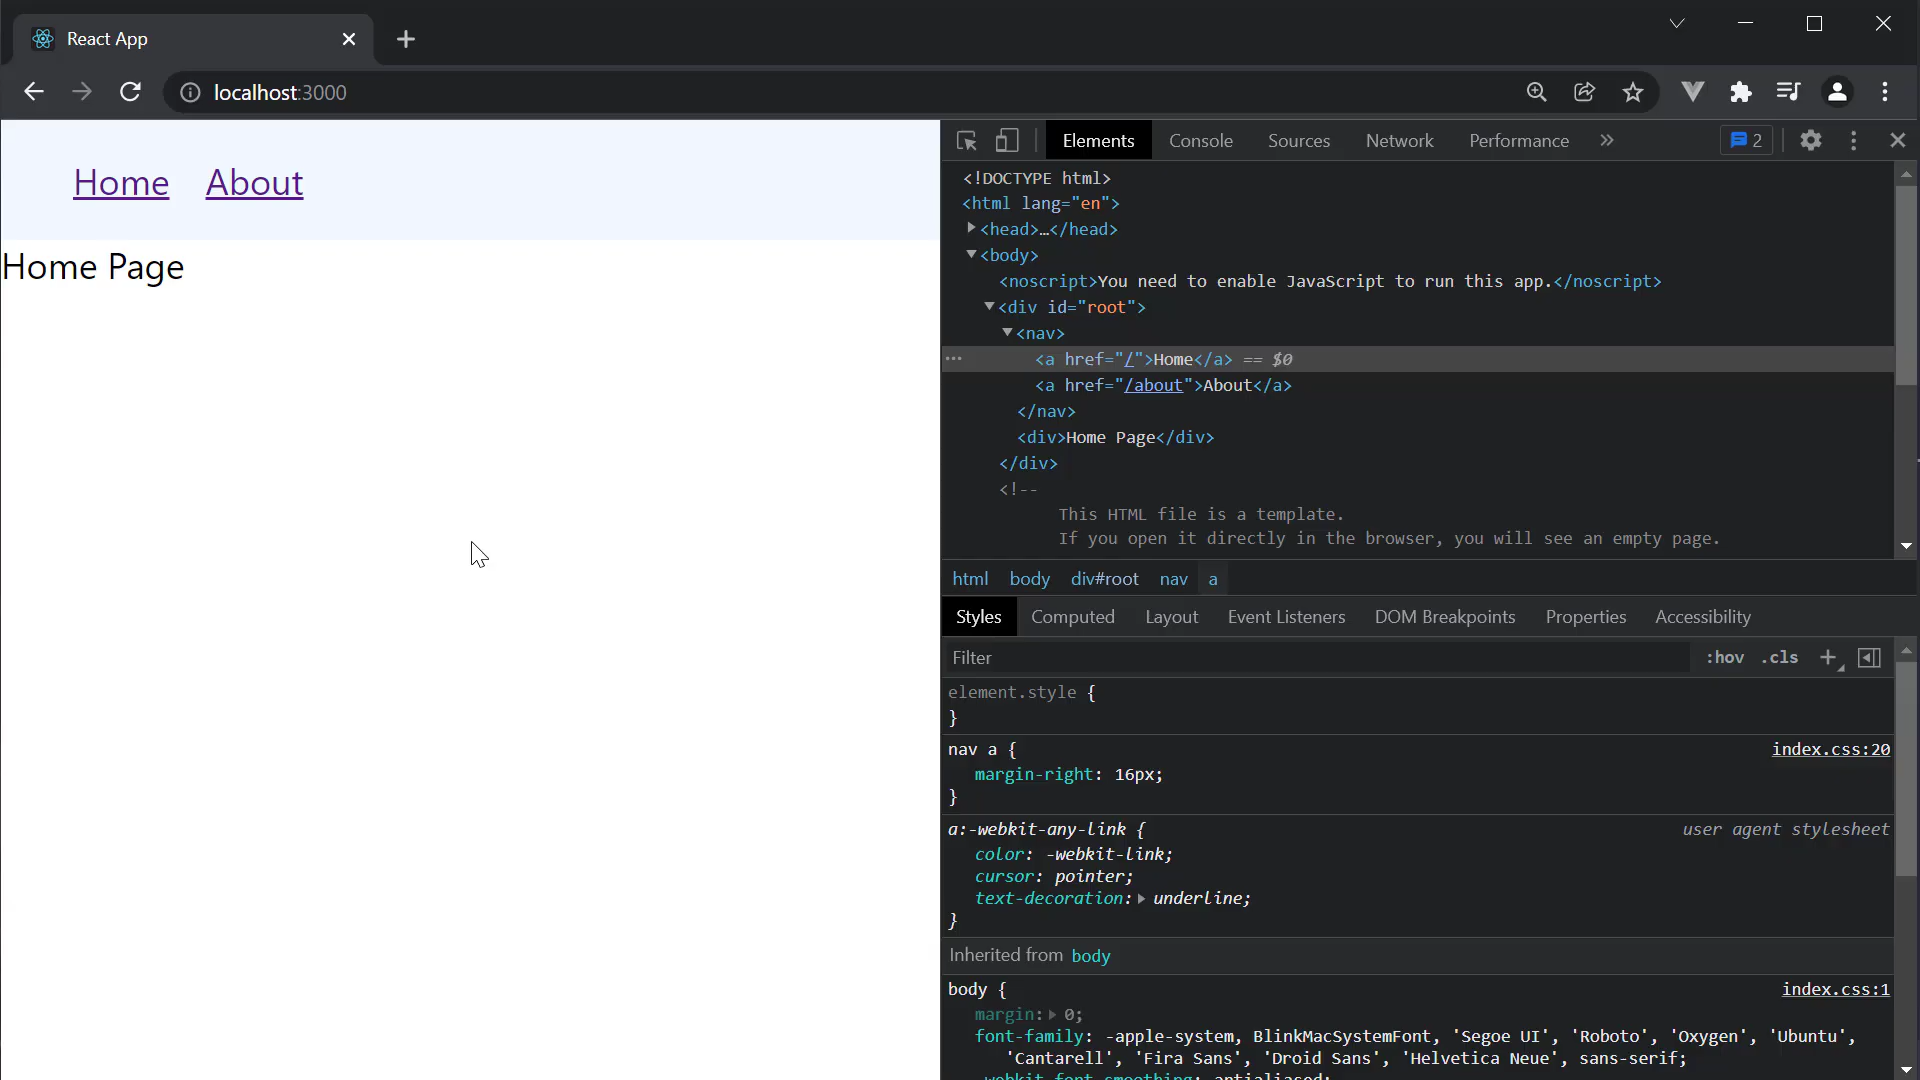 React App
localhost:3000
Home About
Home Page
Elements Console Sources Network Performance » 2
<!DOCTYPE html>
<html lang="en">
<head>…</head>
<body>
<noscript>You need to enable JavaScript to run this app.</noscript>
<div id="root">
<nav>
<a href="/">Home</a> == $0
<a href="/about">About</a>
</nav>
<div>Home Page</div>
</div>
<!--
This HTML file is a template.
If you open it directly in the browser, you will see an empty page.
html body div#root nav a
Styles Computed Layout Event Listeners DOM Breakpoints Properties Accessibility
Filter :hov .cls +
element.style {
}
nav a { index.css:20
margin-right: 16px;
}
a:-webkit-any-link { user agent stylesheet
color: -webkit-link;
cursor: pointer;
text-decoration: underline;
}
Inherited from body
body { index.css:1
margin: 0;
font-family: -apple-system, BlinkMacSystemFont, 'Segoe UI', 'Roboto', 'Oxygen', 'Ubuntu',
'Cantarell', 'Fira Sans', 'Droid Sans', 'Helvetica Neue', sans-serif;
-webkit-font-smoothing: antialiased;